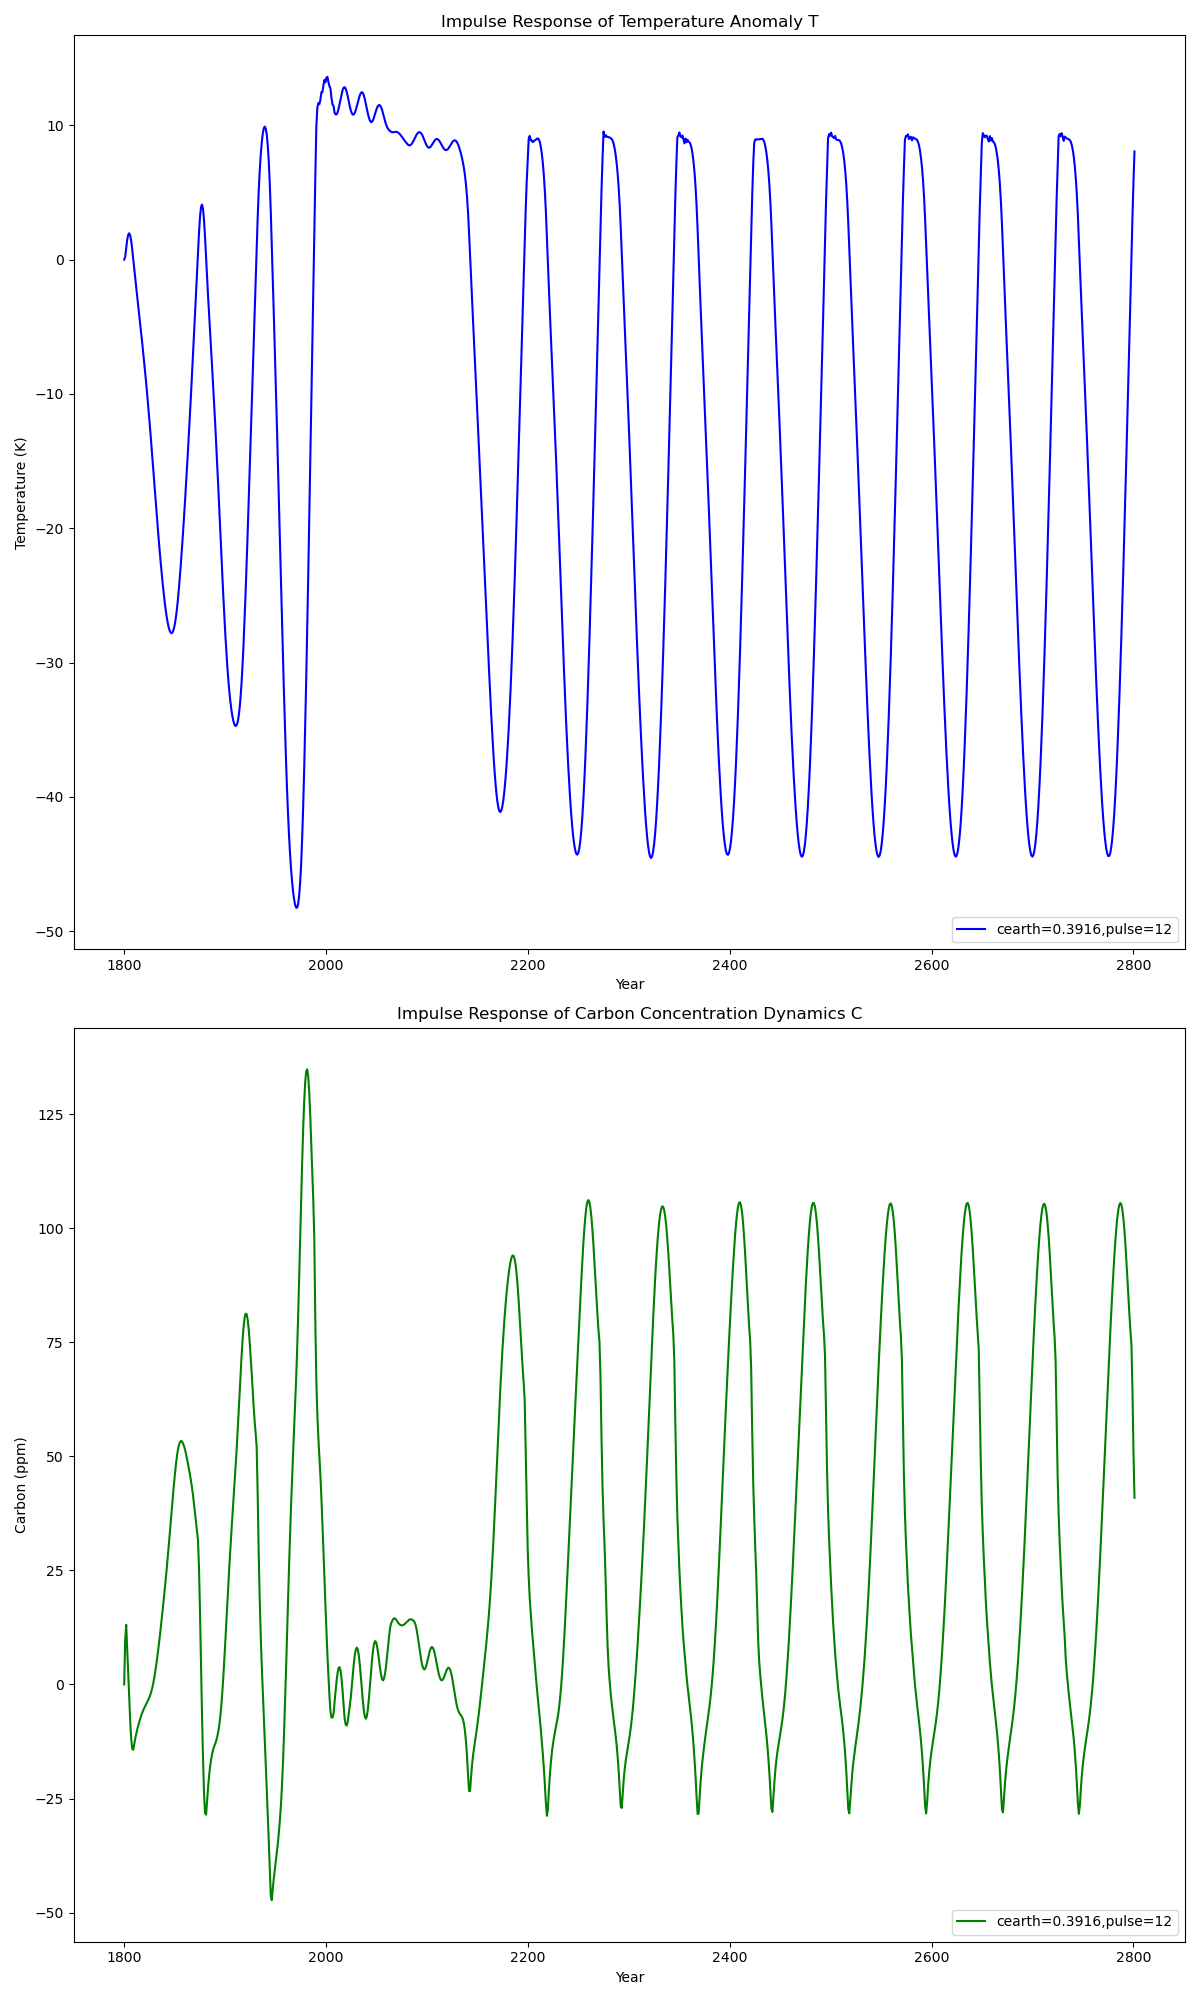 Impulse Response of Temperature Anomaly T
Temperature (K)
10
0
−10
−20
−30
−40
−50
cearth=0.3916,pulse=12
1800 2000 2200 2400 2600 2800
Year
Impulse Response of Carbon Concentration Dynamics C
Carbon (ppm)
125
100
75
50
25
0
−25
−50
cearth=0.3916,pulse=12
1800 2000 2200 2400 2600 2800
Year